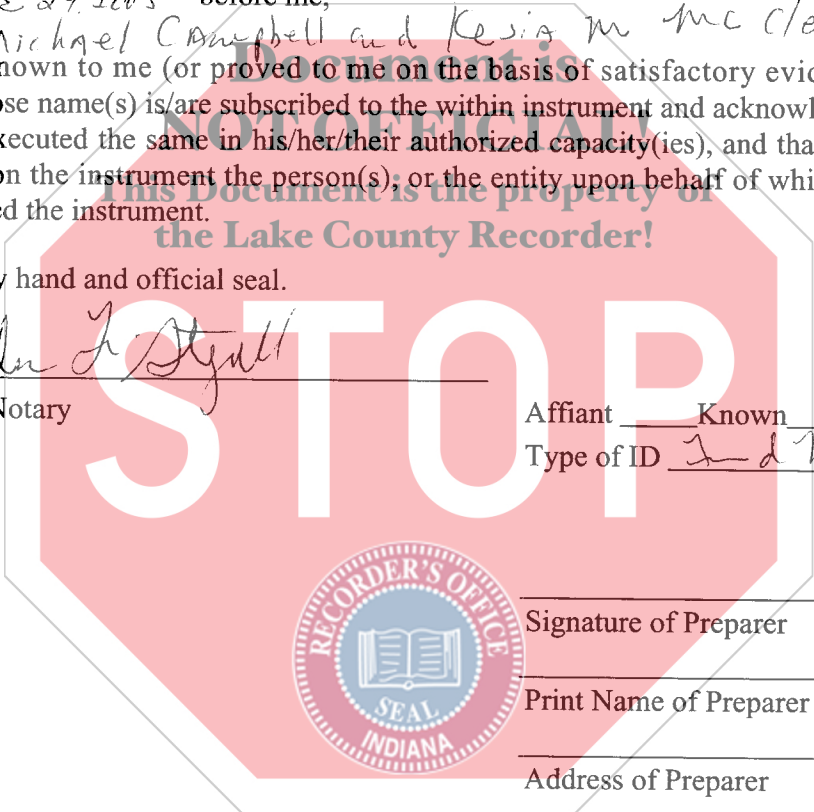 before me,
Michael Campbell and Kesia M Mc Cle
nown to me (or proved to me on the basis of satisfactory evid
ose name(s) is/are subscribed to the within instrument and acknowl
xecuted the same in his/her/their authorized capacity(ies), and tha
on the instrument the person(s), or the entity upon behalf of whi
ed the instrument.
Document is
NOT OFFICIAL!
This Document is the property of
the Lake County Recorder!
y hand and official seal.
STOP
Notary
Affiant _____Known_
Type of ID
RECORDER'S OFFICE
SEAL
INDIANA
Signature of Preparer
Print Name of Preparer
Address of Preparer